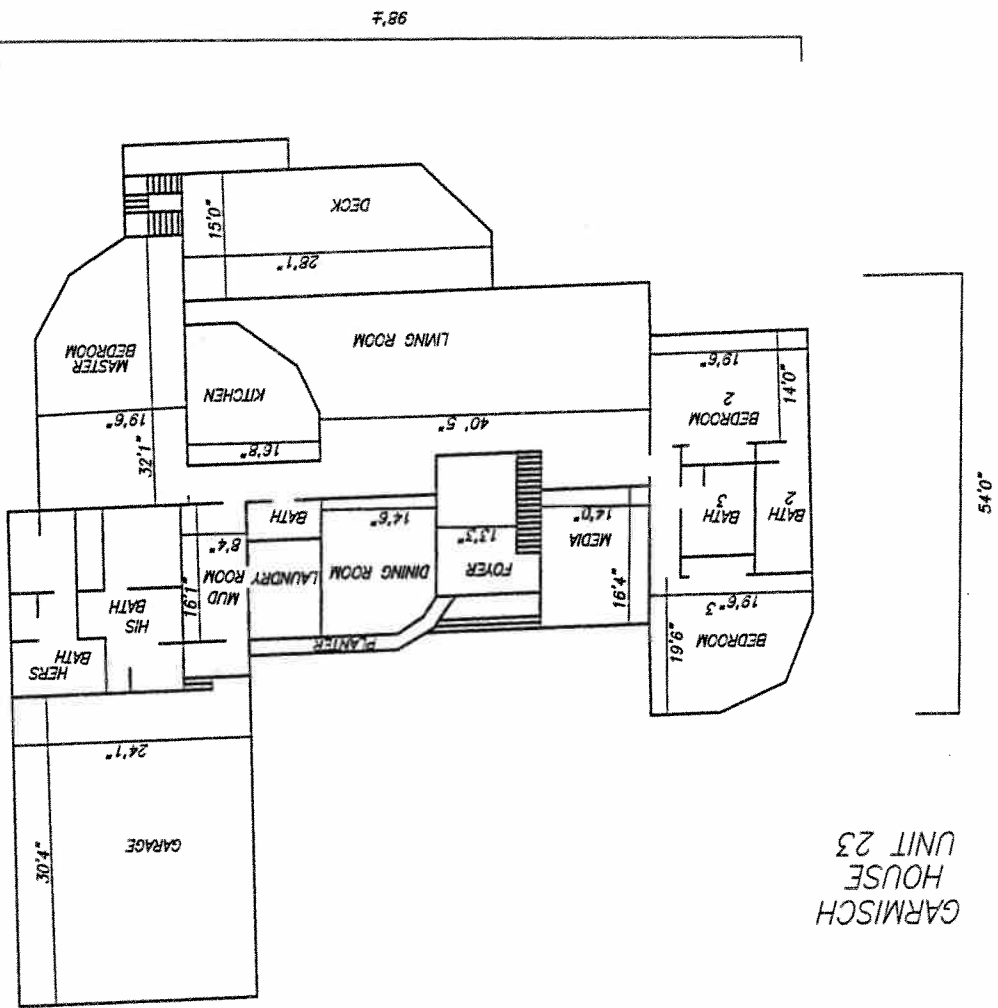 GARMISCH
HOUSE
UNIT 23
GARAGE
30'4"
24'1"
BEDROOM
3
19'6"
19'6"
HERS
BATH
HIS
BATH
PLANTER
MUD
ROOM
16'1"
8'4"
LAUNDRY
DINING ROOM
14'6"
FOYER
13'3"
MEDIA
16'4"
14'0"
BATH
BATH
2
BATH
3
54'0"
32'1"
16'8"
40' 5"
BEDROOM
2
14'0"
19'6"
19'6"
KITCHEN
MASTER
BEDROOM
LIVING ROOM
28'1"
15'0"
DECK
98'±